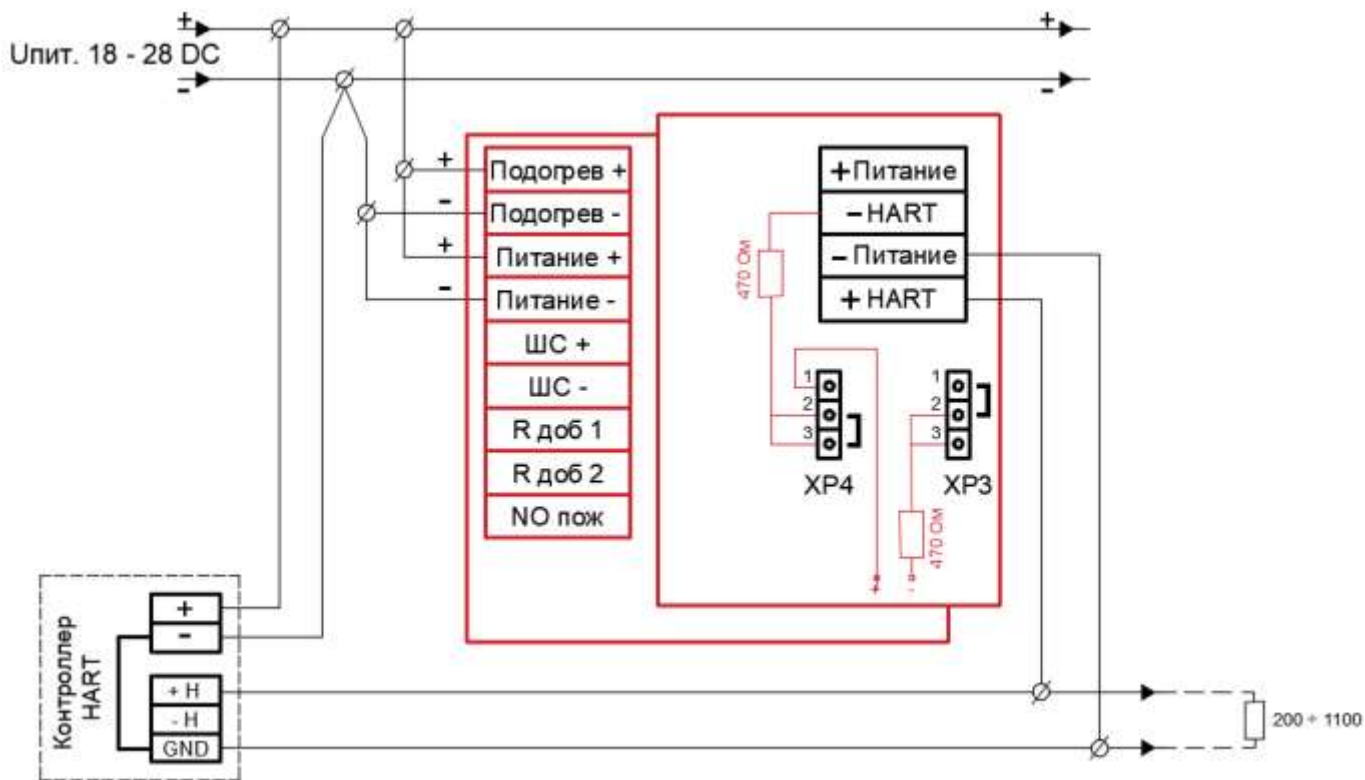 + +
Uпит. 18 - 28 DC
- -
+ Подогрев +
- Подогрев -
+ Питание +
- Питание -
ШС +
ШС -
R доб 1
R доб 2
NO пож
+ Питание
- HART
- Питание
+ HART
470 Ом
1
2
3
XP4
1
2
3
XP3
470 Ом
+ -
Контроллер
HART
+
-
+ H
- H
GND
200 ÷ 1100